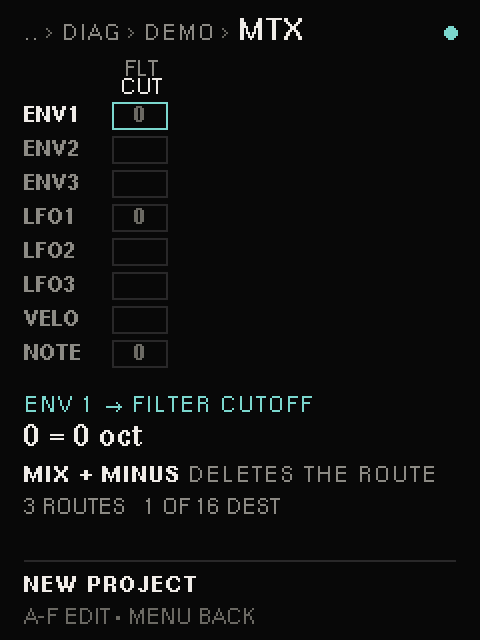 ..› DIAG › DEMO › MTX
FLT
CUT
ENV1 0
ENV2
ENV3
LFO1 0
LFO2
LFO3
VELO
NOTE 0
ENV 1 → FILTER CUTOFF
0 = 0 oct
MIX + MINUS DELETES THE ROUTE
3 ROUTES 1 OF 16 DEST
NEW PROJECT
A-F EDIT · MENU BACK